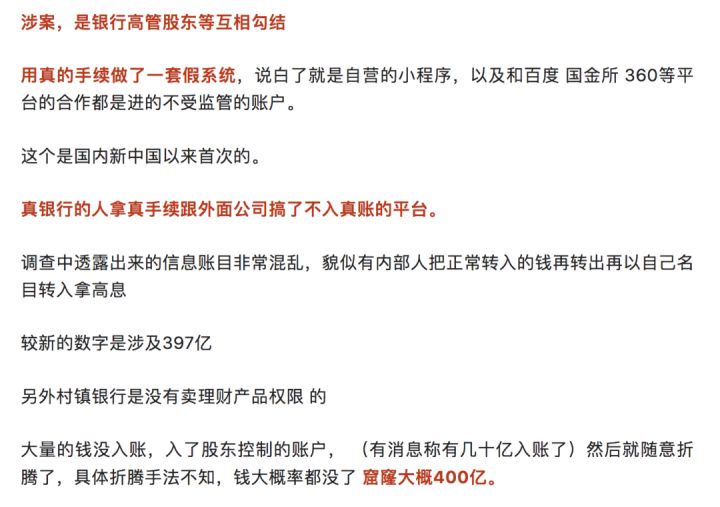 涉案，是银行高管股东等互相勾结
用真的手续做了一套假系统，说白了就是自营的小程序，以及和百度 国金所 360等平
台的合作都是进的不受监管的账户。
这个是国内新中国以来首次的。
真银行的人拿真手续跟外面公司搞了不入真账的平台。
调查中透露出来的信息账目非常混乱，貌似有内部人把正常转入的钱再转出再以自己名
目转入拿高息
较新的数字是涉及397亿
另外村镇银行是没有卖理财产品权限 的
大量的钱没入账，入了股东控制的账户， （有消息称有几十亿入账了）然后就随意折
腾了，具体折腾手法不知，钱大概率都没了 窟窿大概400亿。